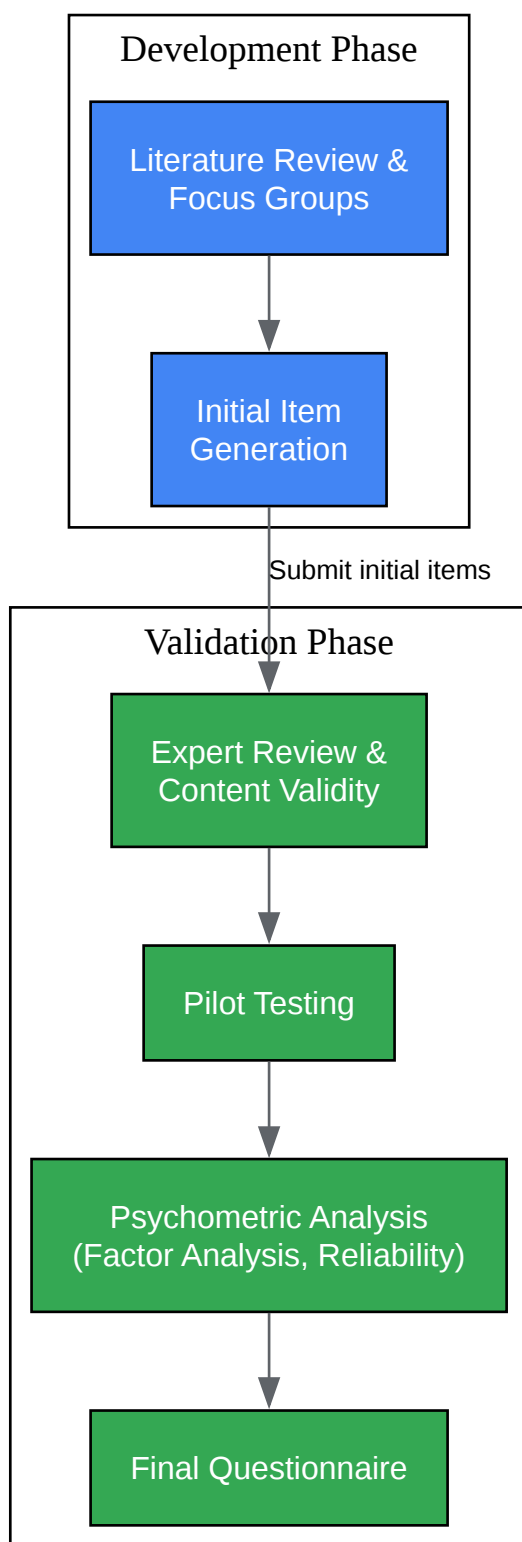 Development Phase
Literature Review &
Focus Groups
Initial Item
Generation
Submit initial items
Validation Phase
Expert Review &
Content Validity
Pilot Testing
Psychometric Analysis
(Factor Analysis, Reliability)
Final Questionnaire